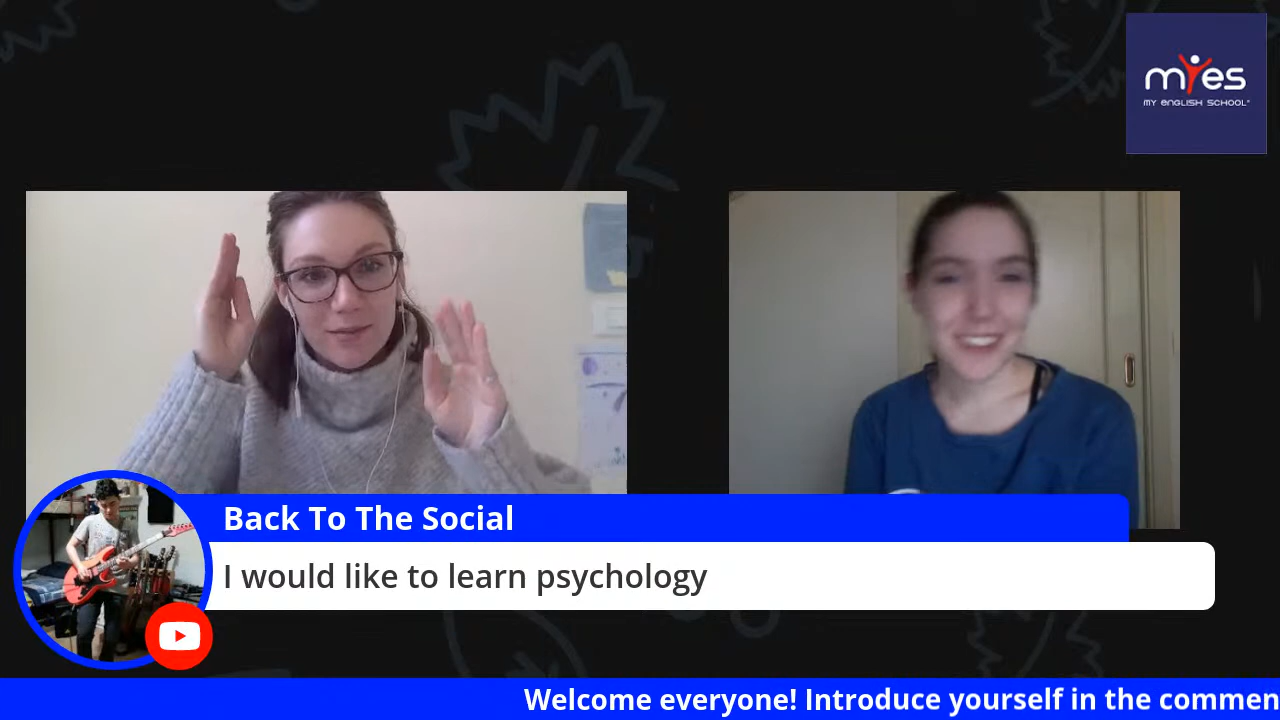 myes
MY ENGLISH SCHOOL
Back To The Social
I would like to learn psychology
Welcome everyone! Introduce yourself in the commen